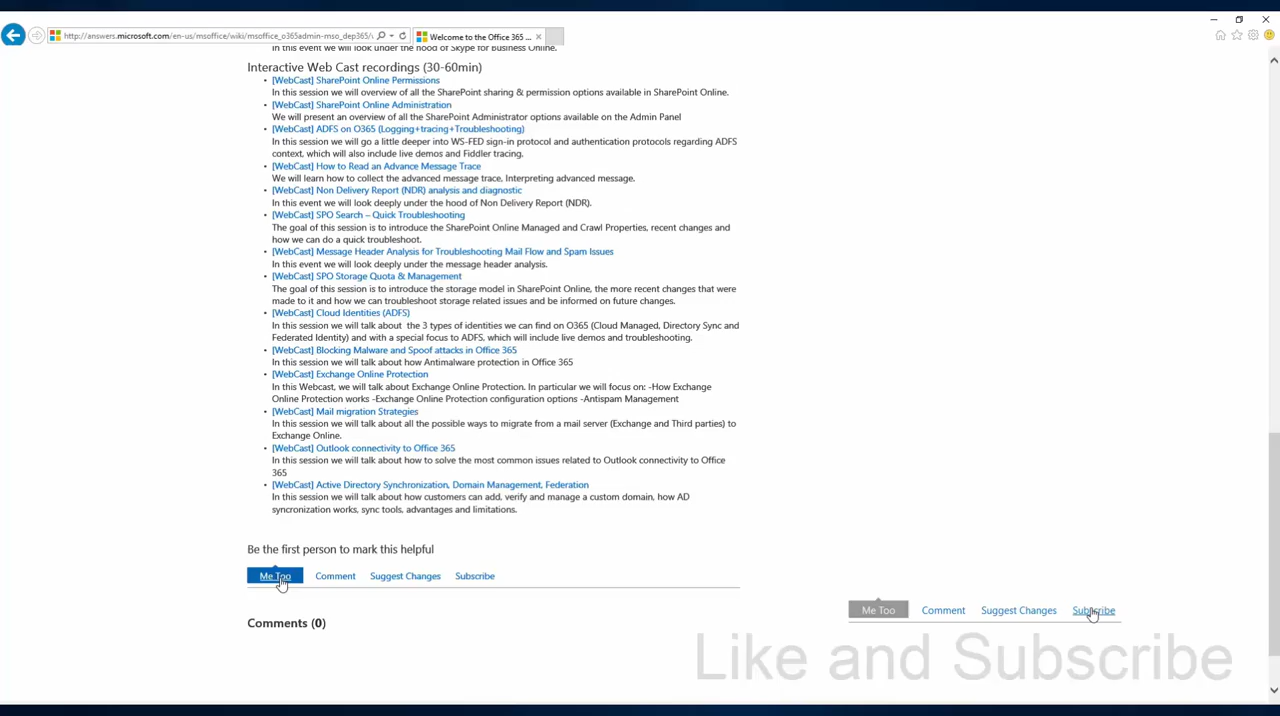 http://answers.microsoft.com/en-us/msoffice/wiki/msoffice_o365admin-mso_dep365/
Welcome to the Office 365 ...
In this event we will look under the hood of Skype for Business Online.
Interactive Web Cast recordings (30-60min)
• [WebCast] SharePoint Online Permissions
In this session we will overview of all the SharePoint sharing & permission options available in SharePoint Online.
• [WebCast] SharePoint Online Administration
We will present an overview of all the SharePoint Administrator options available on the Admin Panel
• [WebCast] ADFS on O365 (Logging+tracing+Troubleshooting)
In this session we will go a little deeper into WS-FED sign-in protocol and authentication protocols regarding ADFS
context, which will also include live demos and Fiddler tracing.
• [WebCast] How to Read an Advance Message Trace
We will learn how to collect the advanced message trace, Interpreting advanced message.
• [WebCast] Non Delivery Report (NDR) analysis and diagnostic
In this event we will look deeply under the hood of Non Delivery Report (NDR).
• [WebCast] SPO Search – Quick Troubleshooting
The goal of this session is to introduce the SharePoint Online Managed and Crawl Properties, recent changes and
how we can do a quick troubleshoot.
• [WebCast] Message Header Analysis for Troubleshooting Mail Flow and Spam Issues
In this event we will look deeply under the message header analysis.
• [WebCast] SPO Storage Quota & Management
The goal of this session is to introduce the storage model in SharePoint Online, the more recent changes that were
made to it and how we can troubleshoot storage related issues and be informed on future changes.
• [WebCast] Cloud Identities (ADFS)
In this session we will talk about the 3 types of identities we can find on O365 (Cloud Managed, Directory Sync and
Federated Identity) and with a special focus to ADFS, which will include live demos and troubleshooting.
• [WebCast] Blocking Malware and Spoof attacks in Office 365
In this session we will talk about how Antimalware protection in Office 365
• [WebCast] Exchange Online Protection
In this Webcast, we will talk about Exchange Online Protection. In particular we will focus on: -How Exchange
Online Protection works -Exchange Online Protection configuration options -Antispam Management
• [WebCast] Mail migration Strategies
In this session we will talk about all the possible ways to migrate from a mail server (Exchange and Third parties) to
Exchange Online.
• [WebCast] Outlook connectivity to Office 365
In this session we will talk about how to solve the most common issues related to Outlook connectivity to Office
365
• [WebCast] Active Directory Synchronization, Domain Management, Federation
In this session we will talk about how customers can add, verify and manage a custom domain, how AD
syncronization works, sync tools, advantages and limitations.
Be the first person to mark this helpful
Me Too Comment Suggest Changes Subscribe
Me Too Comment Suggest Changes Subscribe
Comments (0)
Like and Subscribe